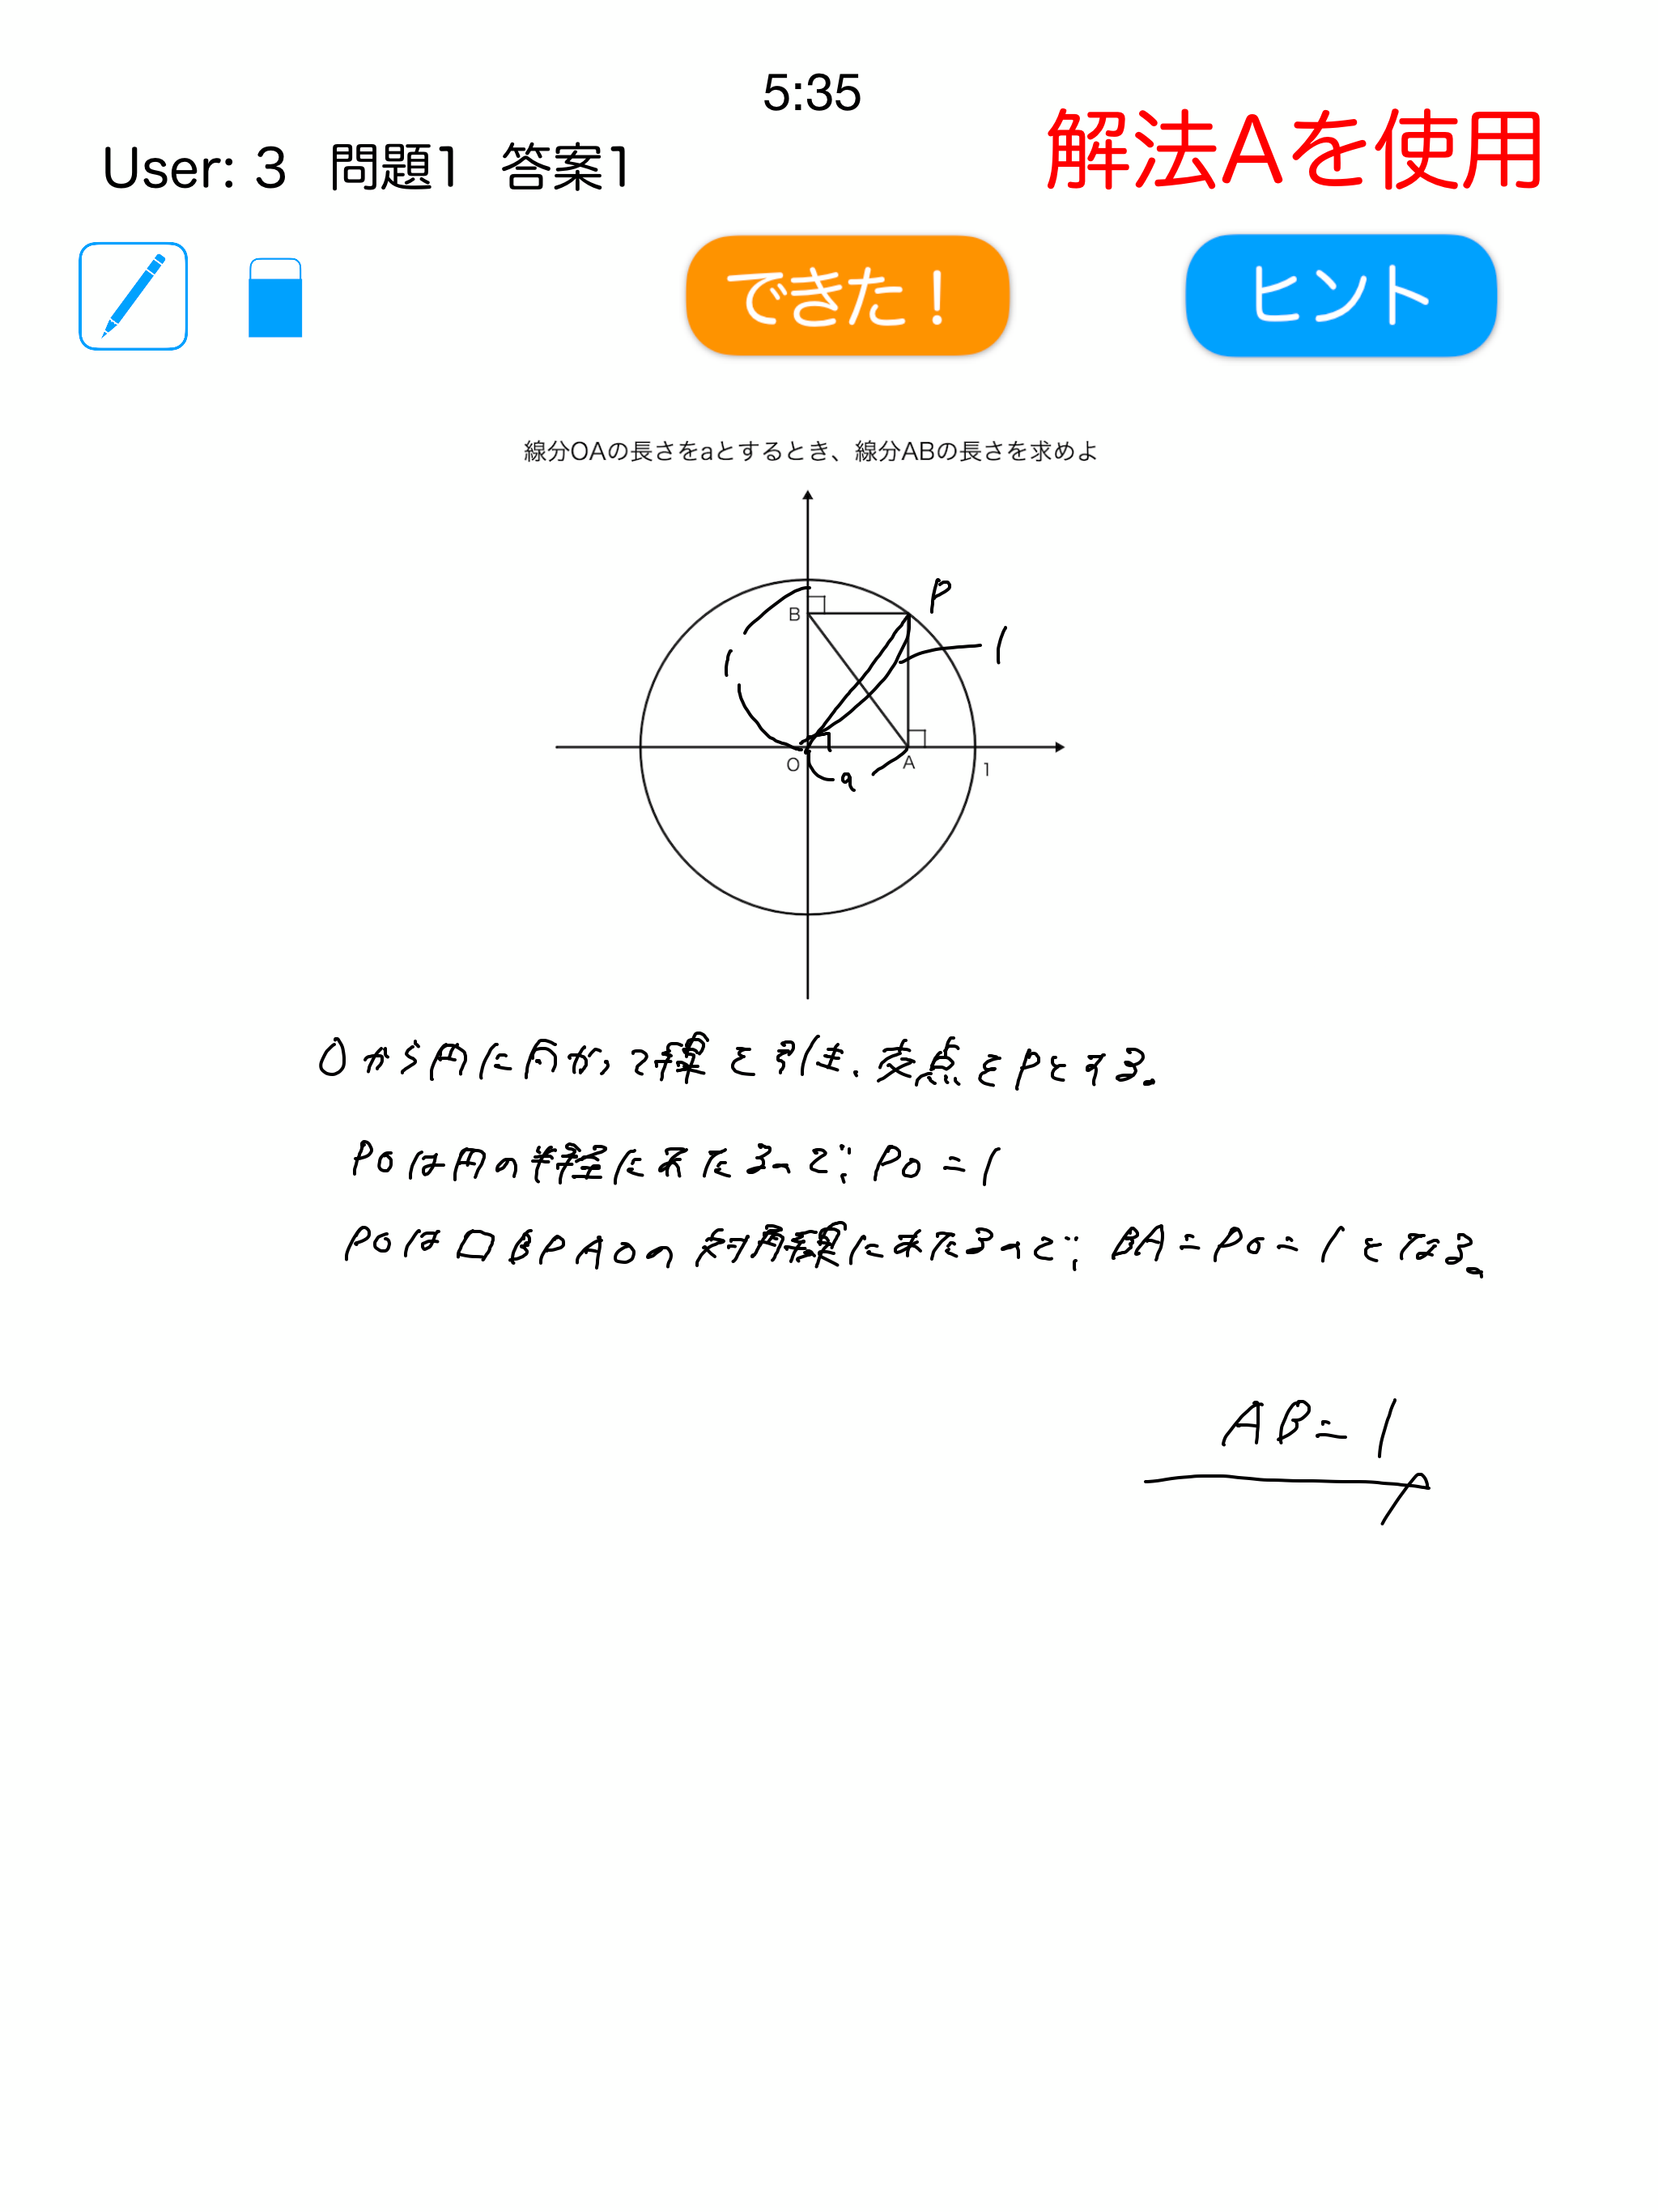 5:35
User: 3 問題1 答案1
解法Aを使用
できた!
ヒント
線分OAの長さをaとするとき、線分ABの長さを求めよ
P
B
1
O
a
A
1
Oから円に向かって線を引き、交点をPとする。
POは円の半径にあたるので PO=1
POは□BPAOの対角線にあたるので BA=PO=1となる。
AB=1